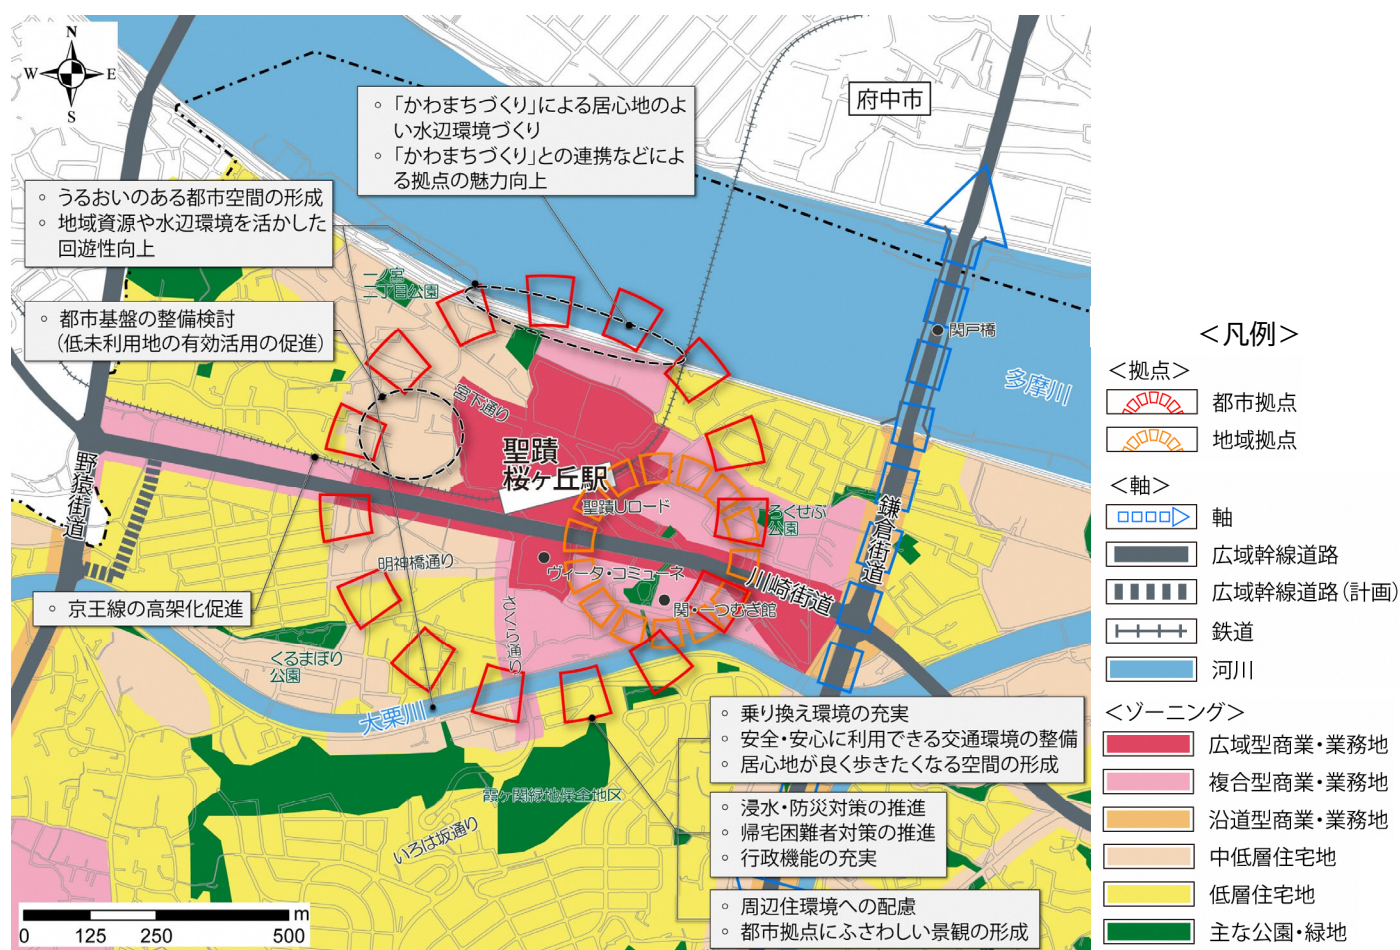 N
W
E
S
府中市
◦ 「かわまちづくり」による居心地のよ
い水辺環境づくり
◦ 「かわまちづくり」との連携などによ
る拠点の魅力向上
◦ うるおいのある都市空間の形成
◦ 地域資源や水辺環境を活かした
回遊性向上
◦ 都市基盤の整備検討
(低未利用地の有効活用の促進)
一ノ宮
二丁目公園
関戸橋
多摩川
宮下通り
聖蹟
桜ヶ丘駅
聖蹟Uロード
野猿街道
ろくせぶ
公園
鎌倉街道
明神橋通り
ヴィータ・コミューネ
川崎街道
関・一つむぎ館
◦ 京王線の高架化促進
さくら通り
くるまぼり
公園
大栗川
霞ヶ関緑地保全地区
いろは坂通り
◦ 乗り換え環境の充実
◦ 安全・安心に利用できる交通環境の整備
◦ 居心地が良く歩きたくなる空間の形成
◦ 浸水・防災対策の推進
◦ 帰宅困難者対策の推進
◦ 行政機能の充実
◦ 周辺住環境への配慮
◦ 都市拠点にふさわしい景観の形成
m
0 125 250 500
<凡例>
<拠点>
都市拠点
地域拠点
<軸>
軸
広域幹線道路
広域幹線道路(計画)
鉄道
河川
<ゾーニング>
広域型商業・業務地
複合型商業・業務地
沿道型商業・業務地
中低層住宅地
低層住宅地
主な公園・緑地